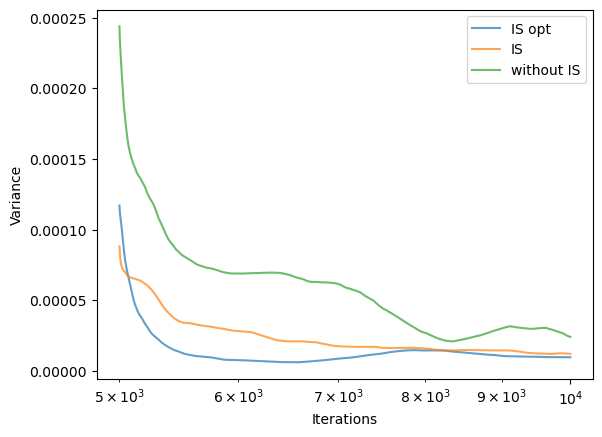 0.00025
0.00020
0.00015
0.00010
0.00005
0.00000
Variance
IS opt
IS
without IS
5 × 10³
6 × 10³
7 × 10³
8 × 10³
9 × 10³
10⁴
Iterations